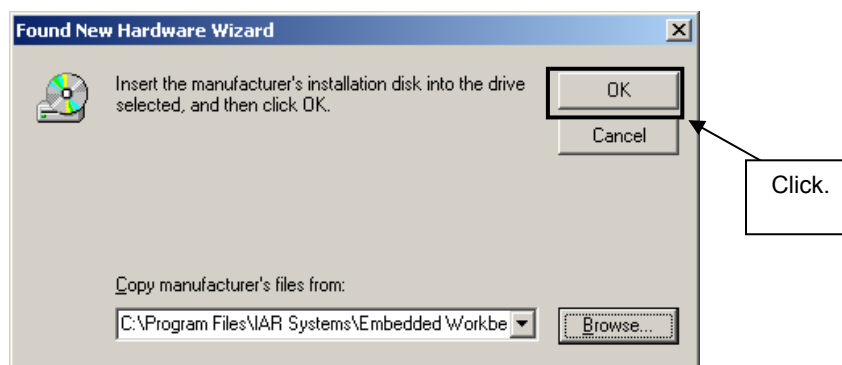 Found New Hardware Wizard
Insert the manufacturer's installation disk into the drive
selected, and then click OK.
OK
Cancel
Click.
Copy manufacturer's files from:
C:\Program Files\IAR Systems\Embedded Workbe
Browse...